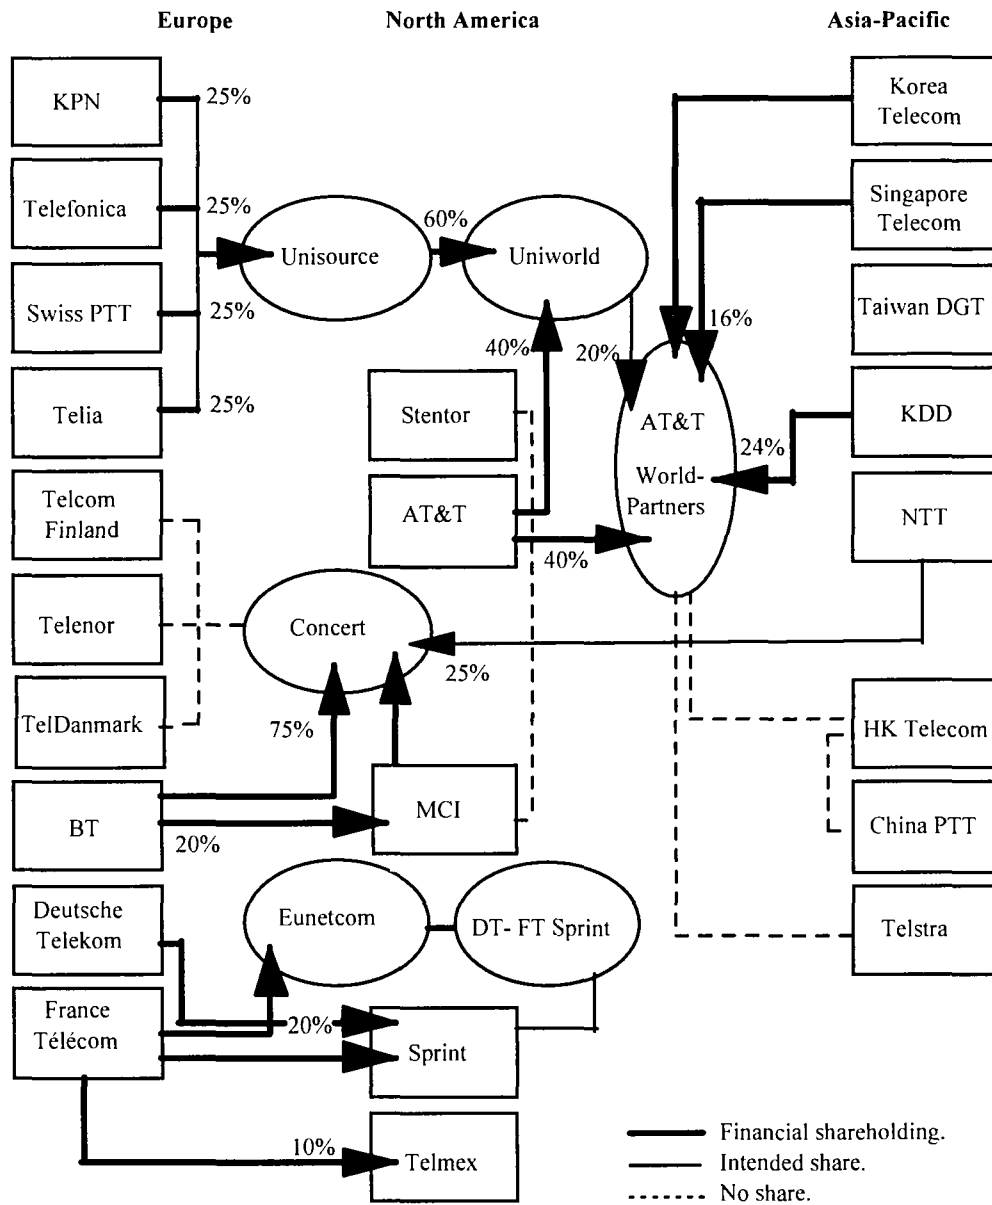 Europe
North America
Asia-Pacific
KPN
25%
Korea
Telecom
Telefonica
25%
Unisource
60%
Uniworld
Singapore
Telecom
Swiss PTT
25%
16%
Taiwan DGT
40%
20%
Telia
25%
Stentor
AT&T
World-
Partners
24%
KDD
Telcom
Finland
AT&T
40%
NTT
Telenor
Concert
25%
TelDanmark
75%
HK Telecom
BT
20%
MCI
China PTT
Deutsche
Telekom
Eunetcom
DT- FT Sprint
Telstra
France
Télécom
20%
Sprint
10%
Telmex
Financial shareholding.
Intended share.
No share.